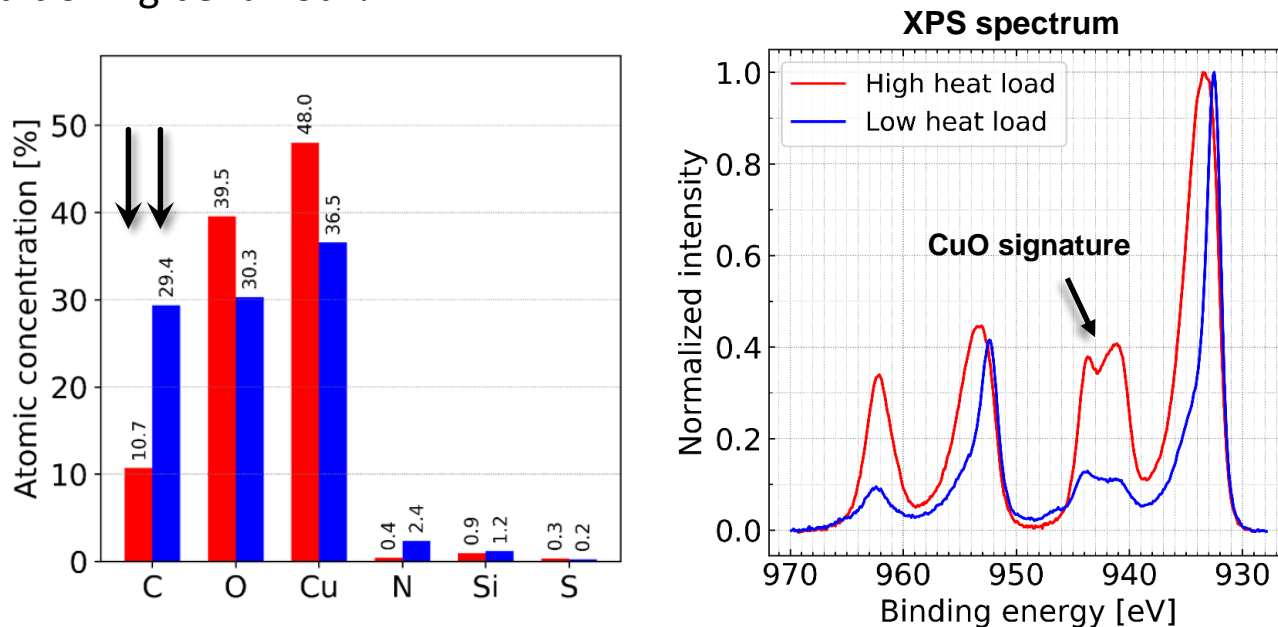 XPS spectrum
Atomic concentration [%]
50
40
30
20
10
0
10.7
29.4
39.5
30.3
48.0
36.5
0.4
2.4
0.9
1.2
0.3
0.2
C O Cu N Si S
High heat load
Low heat load
CuO signature
Normalized intensity
1.0
0.8
0.6
0.4
0.2
0.0
970 960 950 940 930
Binding energy [eV]